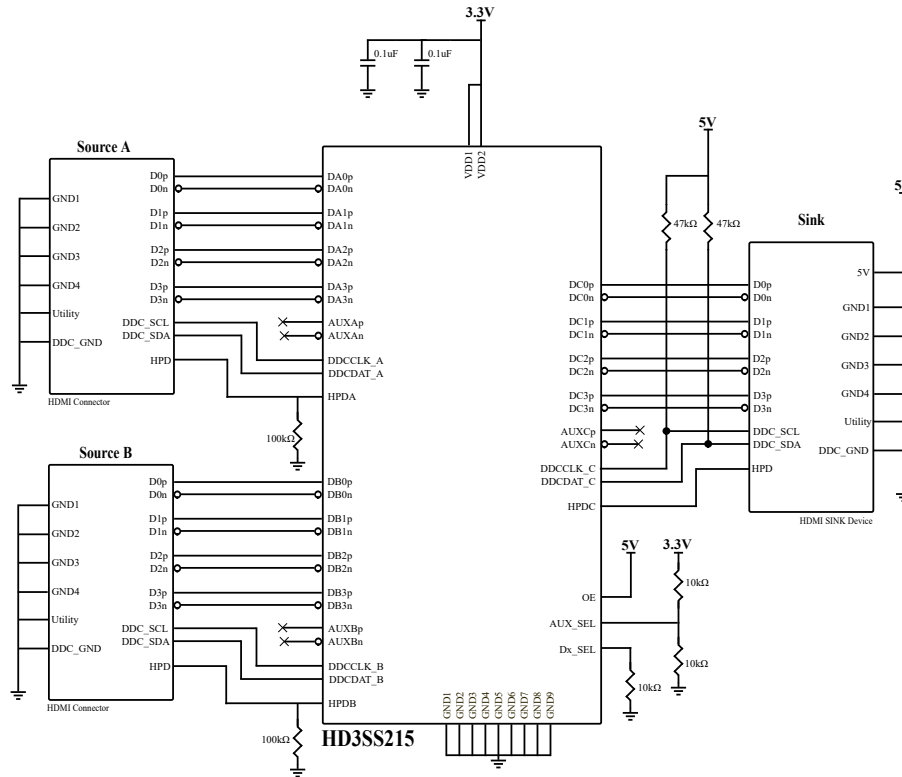 3.3V
0.1uF
0.1uF
VDD1
VDD2
Source A
D0p
D0n
GND1
D1p
D1n
GND2
D2p
D2n
GND3
D3p
D3n
GND4
Utility
DDC_SCL
DDC_SDA
DDC_GND
HPD
HDMI Connector
100kΩ
Source B
D0p
D0n
GND1
D1p
D1n
GND2
D2p
D2n
GND3
D3p
D3n
GND4
Utility
DDC_SCL
DDC_SDA
DDC_GND
HPD
HDMI Connector
100kΩ
DA0p
DA0n
DA1p
DA1n
DA2p
DA2n
DA3p
DA3n
AUXAp
AUXAn
DDCCLK_A
DDCDAT_A
HPDA
DB0p
DB0n
DB1p
DB1n
DB2p
DB2n
DB3p
DB3n
AUXBp
AUXBn
DDCCLK_B
DDCDAT_B
HPDB
HD3SS215
GND1
GND2
GND3
GND4
GND5
GND6
GND7
GND8
GND9
DC0p
DC0n
DC1p
DC1n
DC2p
DC2n
DC3p
DC3n
AUXCp
AUXCn
DDCCLK_C
DDCDAT_C
HPDC
OE
AUX_SEL
Dx_SEL
5V
47kΩ
47kΩ
5V
3.3V
10kΩ
10kΩ
10kΩ
Sink
D0p
D0n
D1p
D1n
D2p
D2n
D3p
D3n
DDC_SCL
DDC_SDA
HPD
5V
GND1
GND2
GND3
GND4
Utility
DDC_GND
HDMI SINK Device